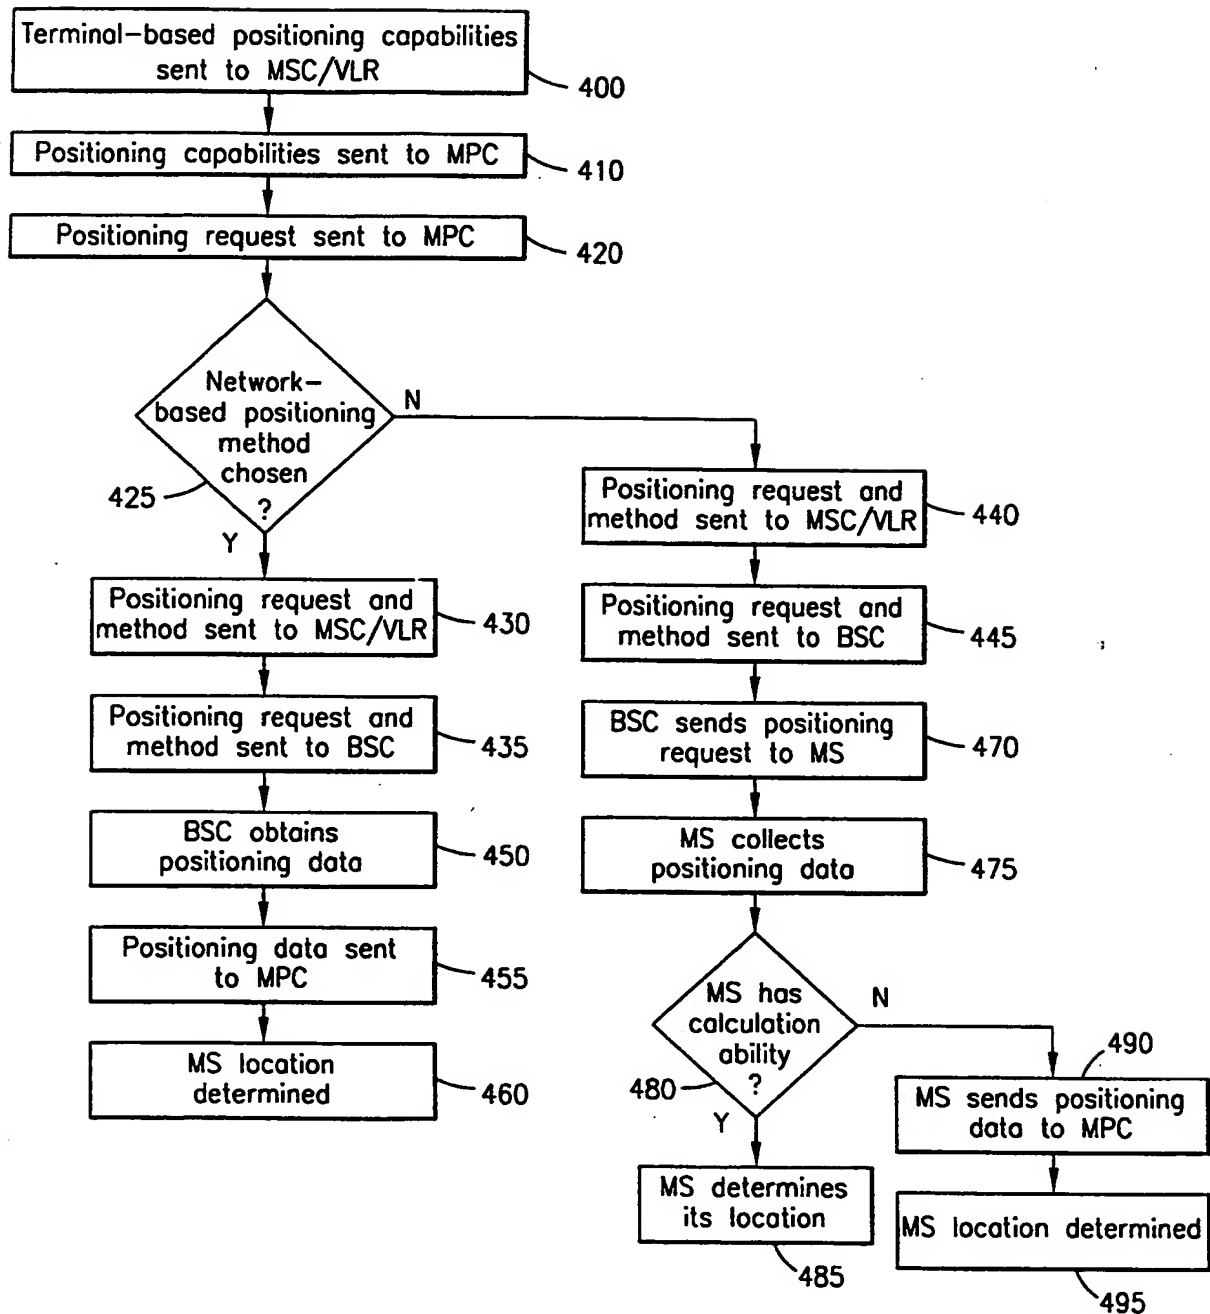 Terminal-based positioning capabilities
sent to MSC/VLR
400
Positioning capabilities sent to MPC
410
Positioning request sent to MPC
420
Network-
based positioning
method
chosen
?
425
N
Y
Positioning request and
method sent to MSC/VLR
430
Positioning request and
method sent to BSC
435
BSC obtains
positioning data
450
Positioning data sent
to MPC
455
MS location
determined
460
Positioning request and
method sent to MSC/VLR
440
Positioning request and
method sent to BSC
445
BSC sends positioning
request to MS
470
MS collects
positioning data
475
MS has
calculation
ability
?
480
N
Y
MS determines
its location
485
490
MS sends positioning
data to MPC
MS location determined
495